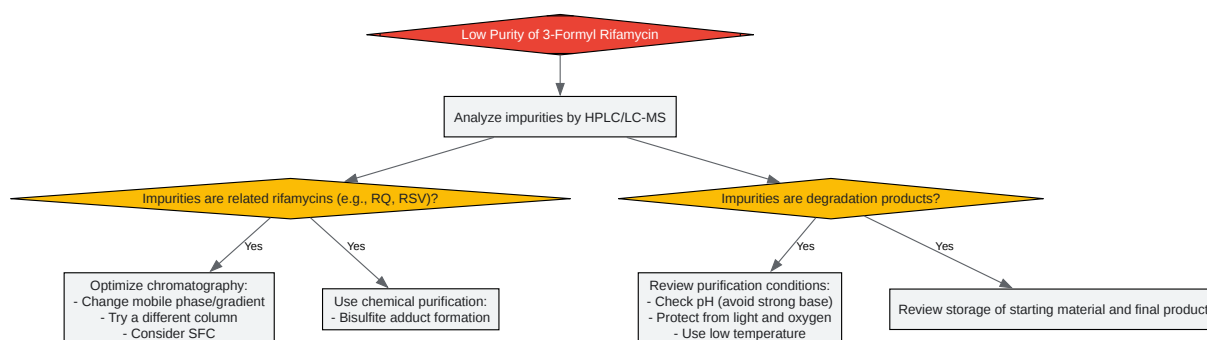 Low Purity of 3-Formyl Rifamycin
Analyze impurities by HPLC/LC-MS
Impurities are related rifamycins (e.g., RQ, RSV)?
Impurities are degradation products?
Yes
Yes
Yes
Yes
Optimize chromatography:
- Change mobile phase/gradient
- Try a different column
- Consider SFC
Use chemical purification:
- Bisulfite adduct formation
Review purification conditions:
- Check pH (avoid strong base)
- Protect from light and oxygen
- Use low temperature
Review storage of starting material and final product